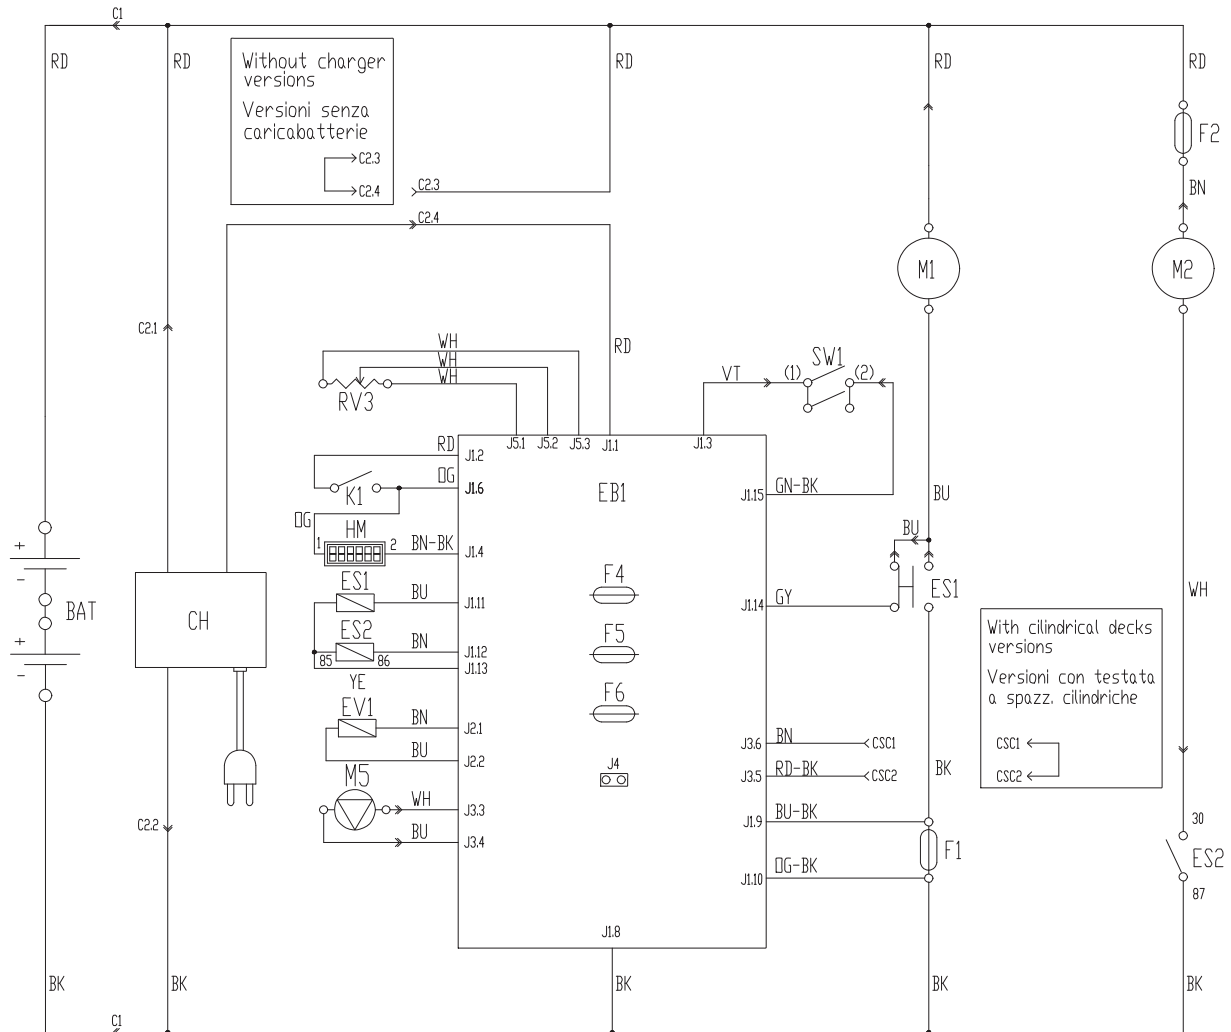 C1
RD
RD
RD
RD
RD
Without charger
versions
Versioni senza
caricabatterie
C2.3
C2.4
C2.3
C2.4
F2
BN
M1
M2
C2.1
WH
WH
WH
RD
RV3
SW1
VT
(1)
(2)
J5.1
J5.2
J5.3
J1.1
J1.3
RD
J1.2
OG
J1.6
K1
EB1
J1.15
GN-BK
BU
OG
HM
1
2
BN-BK
J1.4
BU
+
-
BAT
+
-
CH
ES1
BU
J1.11
F4
J1.14
GY
ES1
WH
ES2
BN
J1.12
85
86
J1.13
YE
F5
With cilindrical decks
versions
Versioni con testata
a spazz. cilindriche
CSC1
CSC2
EV1
BN
J2.1
BU
J2.2
F6
J3.6
BN
CSC1
J4
J3.5
RD-BK
CSC2
BK
M5
WH
J3.3
BU
J3.4
J1.9
BU-BK
F1
30
ES2
87
C2.2
J1.10
OG-BK
J1.8
BK
BK
BK
BK
BK
C1